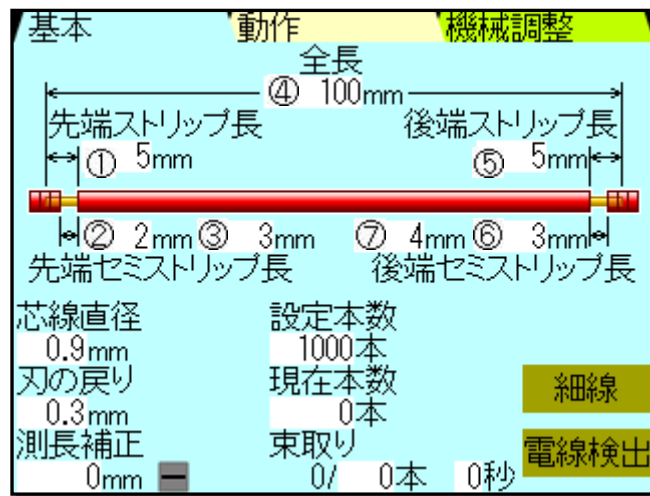 基本 動作 機械調整
全長
④ 100mm
先端ストリップ長 後端ストリップ長
① 5mm ⑤ 5mm
② 2mm ③ 3mm ⑦ 4mm ⑥ 3mm
先端セミストリップ長 後端セミストリップ長
芯線直径 設定本数
0.9mm 1000本
刃の戻り 現在本数 細線
0.3mm 0本
測長補正 束取り 電線検出
0mm ー 0/ 0本 0秒